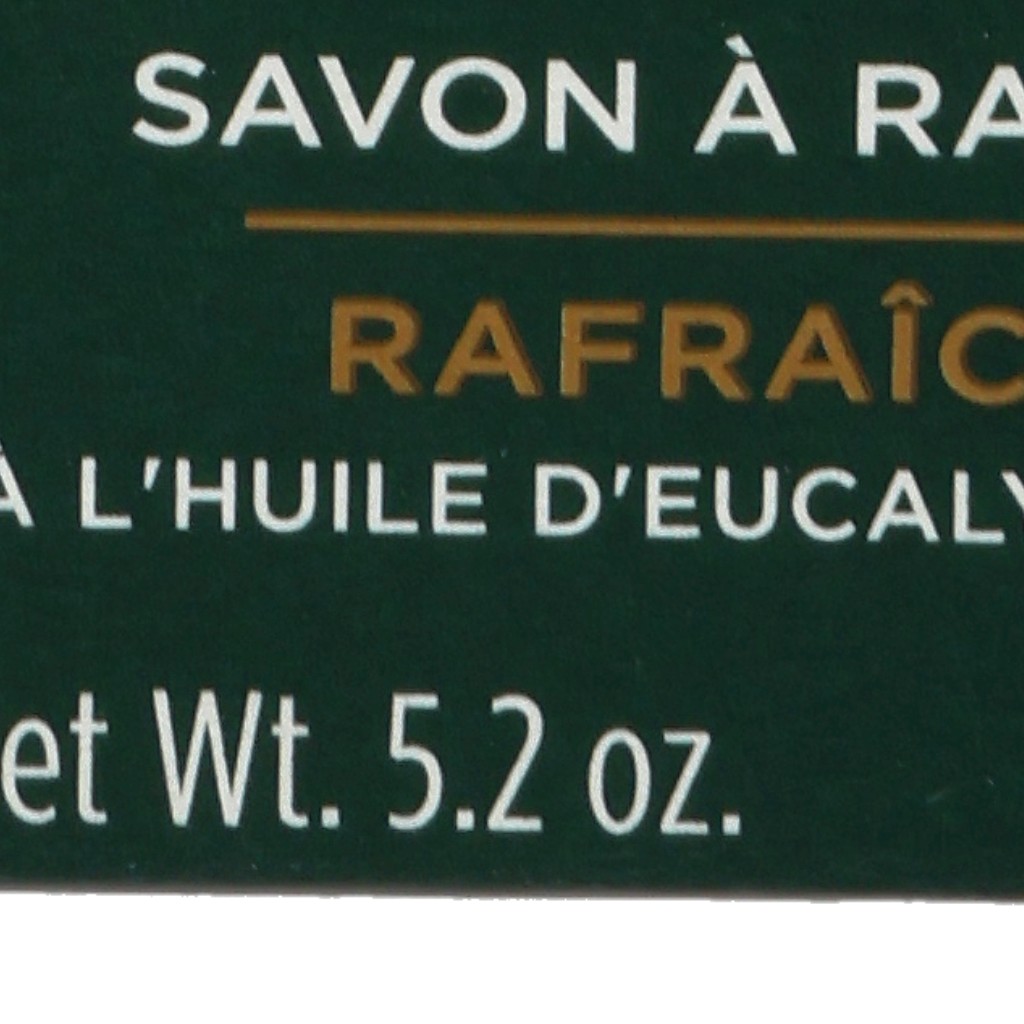 SAVON À RA
RAFRAÎC
À L'HUILE D'EUCALY
et Wt. 5.2 oz.